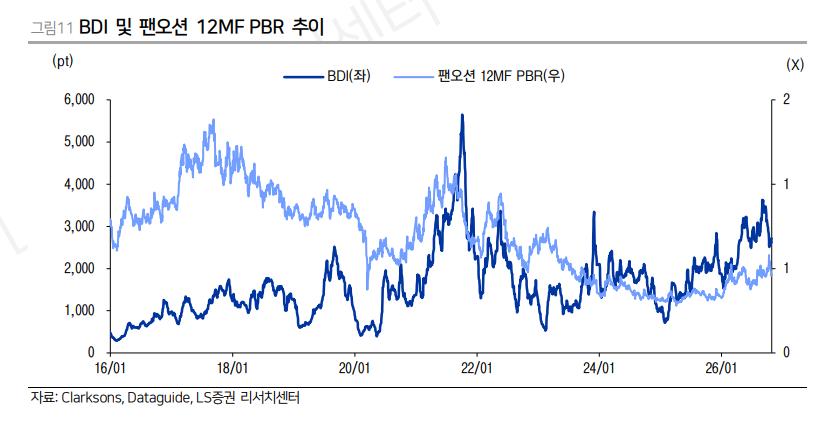 그림11 BDI 및 팬오션 12MF PBR 추이
(pt)
(X)
BDI(좌)
팬오션 12MF PBR(우)
6,000
5,000
4,000
3,000
2,000
1,000
0
2
1
1
0
16/01
18/01
20/01
22/01
24/01
26/01
자료: Clarksons, Dataguide, LS증권 리서치센터